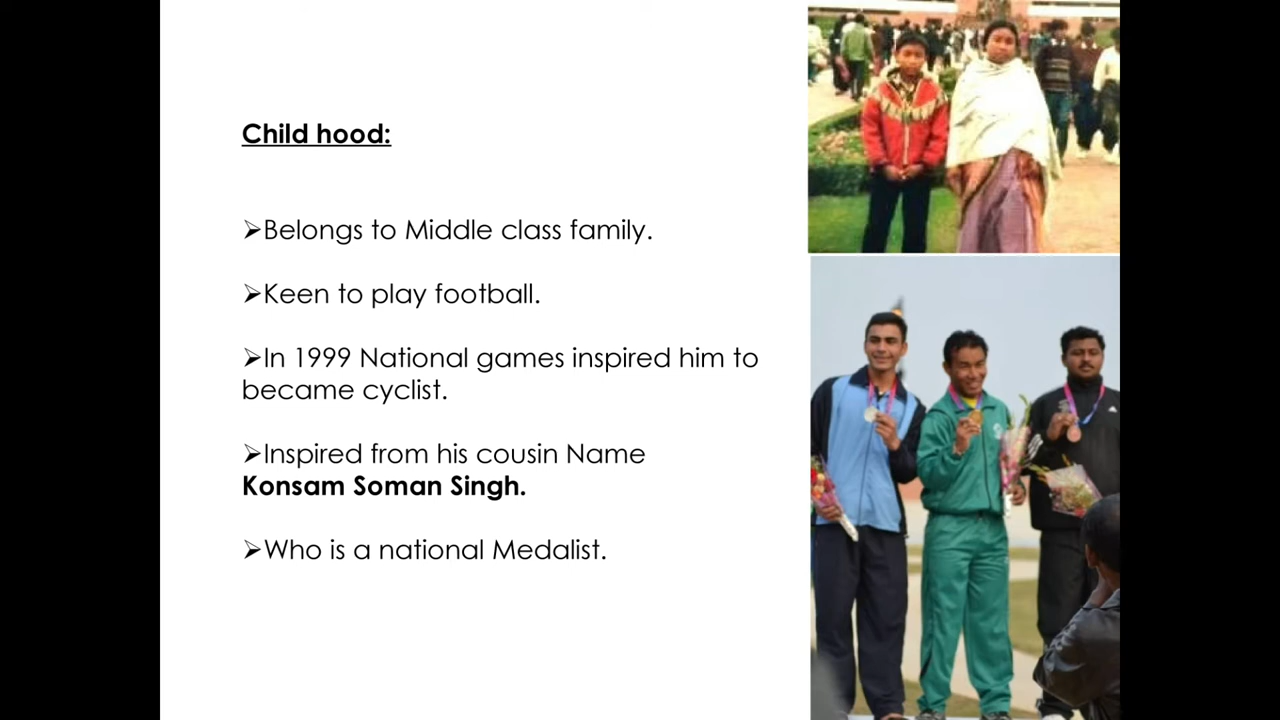 Child hood:
➢Belongs to Middle class family.
➢Keen to play football.
➢In 1999 National games inspired him to
became cyclist.
➢Inspired from his cousin Name
Konsam Soman Singh.
➢Who is a national Medalist.